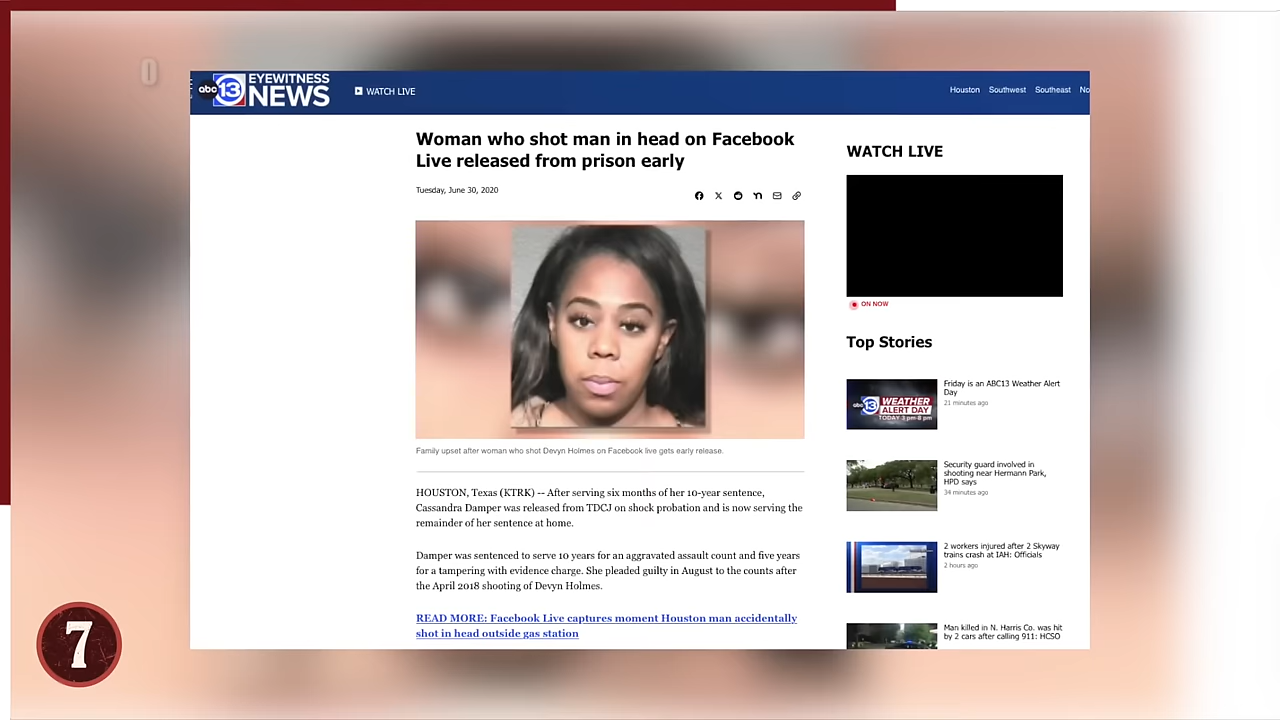 0
abc 13 EYEWITNESS NEWS
WATCH LIVE
Houston Southwest Southeast No
Woman who shot man in head on Facebook
Live released from prison early
Tuesday, June 30, 2020
Family upset after woman who shot Devyn Holmes on Facebook live gets early release.
HOUSTON, Texas (KTRK) -- After serving six months of her 10-year sentence,
Cassandra Damper was released from TDCJ on shock probation and is now serving the
remainder of her sentence at home.
Damper was sentenced to serve 10 years for an aggravated assault count and five years
for a tampering with evidence charge. She pleaded guilty in August to the counts after
the April 2018 shooting of Devyn Holmes.
READ MORE: Facebook Live captures moment Houston man accidentally
shot in head outside gas station
WATCH LIVE
ON NOW
Top Stories
abc 13 WEATHER
ALERT DAY
TODAY 3 pm-8 pm
Friday is an ABC13 Weather Alert
Day
21 minutes ago
Security guard involved in
shooting near Hermann Park,
HPD says
34 minutes ago
2 workers injured after 2 Skyway
trains crash at IAH: Officials
2 hours ago
Man killed in N. Harris Co. was hit
by 2 cars after calling 911: HCSO
7